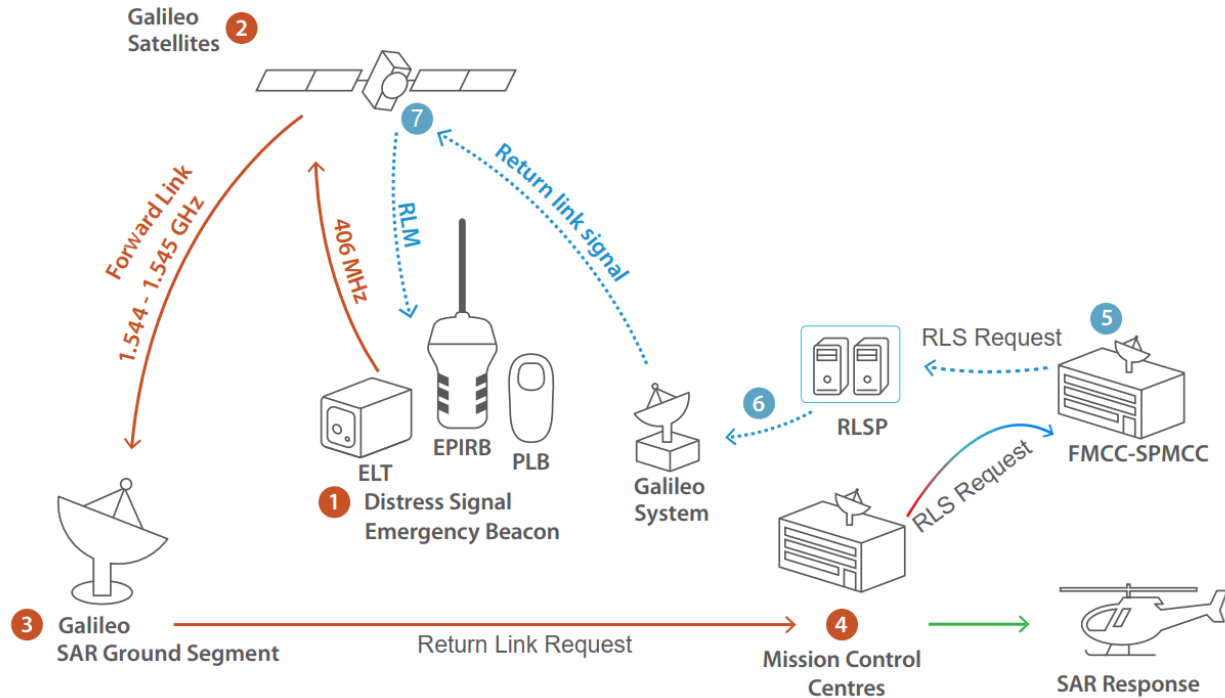 Galileo
Satellites
2
7
Forward Link
1.544 - 1.545 GHz
406 MHz
RLM
Return link signal
ELT
EPIRB
PLB
1
Distress Signal
Emergency Beacon
Galileo
System
6
RLSP
RLS Request
5
FMCC-SPMCC
RLS Request
3
Galileo
SAR Ground Segment
Return Link Request
4
Mission Control
Centres
SAR Response